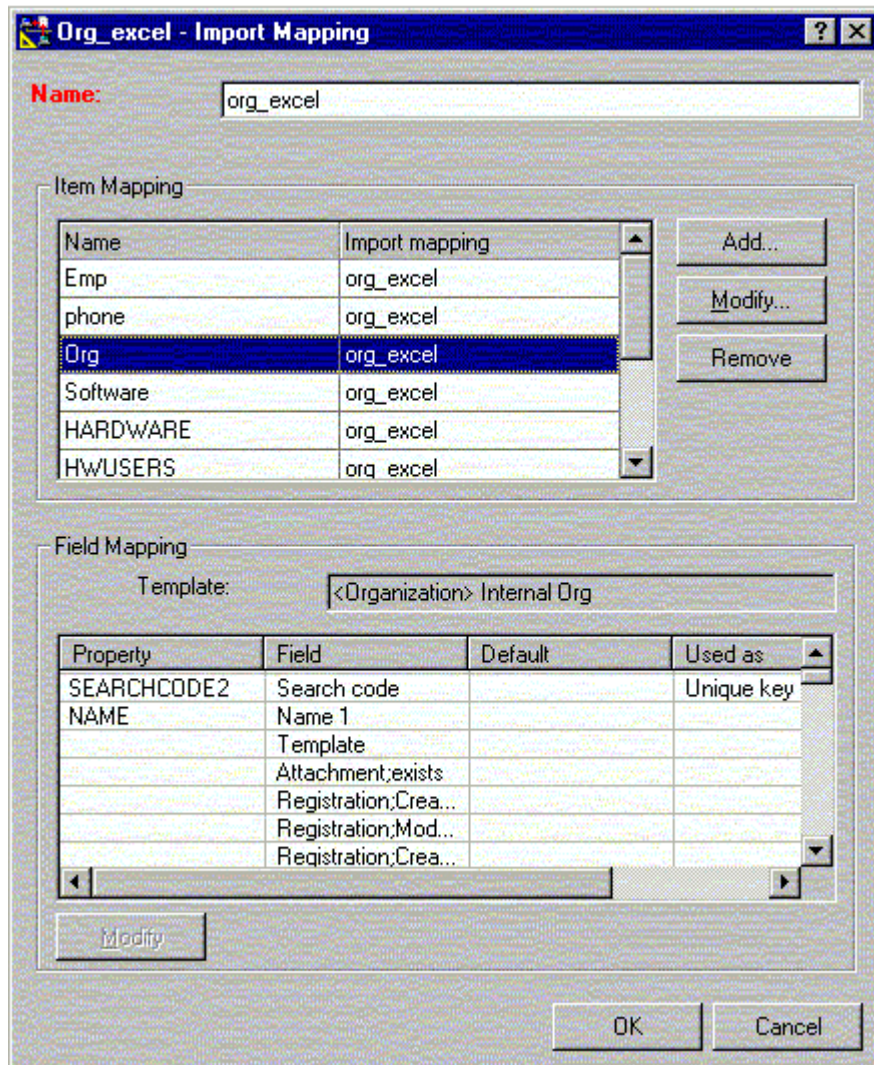 Org_excel - Import Mapping
Name: org_excel
Item Mapping
Name Import mapping
Emp org_excel
phone org_excel
Org org_excel
Software org_excel
HARDWARE org_excel
HWUSERS org_excel
Add...
Modify...
Remove
Field Mapping
Template: <Organization> Internal Org
Property Field Default Used as
SEARCHCODE2 Search code Unique key
NAME Name 1
Template
Attachment;exists
Registration;Crea...
Registration;Mod...
Registration;Crea...
Modify
OK Cancel